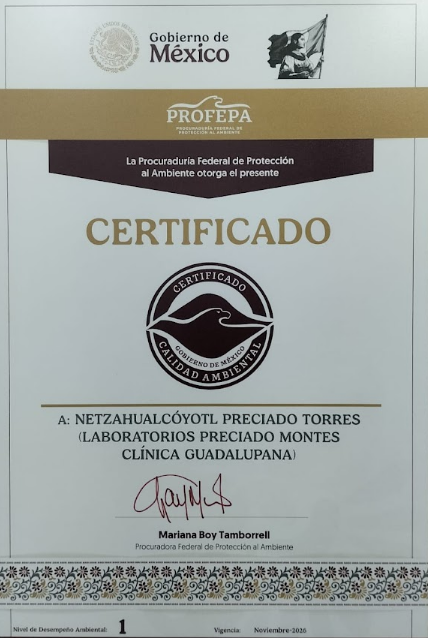 Gobierno de
México
PROFEPA
PROCURADURÍA FEDERAL DE
PROTECCIÓN AL AMBIENTE
La Procuraduría Federal de Protección
al Ambiente otorga el presente
CERTIFICADO
CERTIFICADO
GOBIERNO DE MÉXICO
CALIDAD AMBIENTAL
A: NETZAHUALCÓYOTL PRECIADO TORRES
(LABORATORIOS PRECIADO MONTES
CLÍNICA GUADALUPANA)
Mariana Boy Tamborrell
Procuradora Federal de Protección al Ambiente
Nivel de Desempeño Ambiental: 1 Vigencia: Noviembre-2026